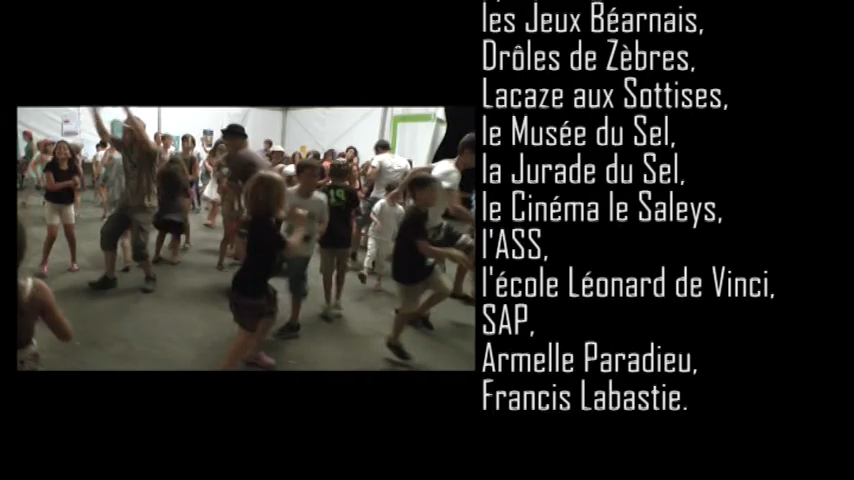 les Jeux Béarnais,
Drôles de Zèbres,
Lacaze aux Sottises,
le Musée du Sel,
la Jurade du Sel,
le Cinéma le Saleys,
l'ASS,
l'école Léonard de Vinci,
SAP,
Armelle Paradieu,
Francis Labastie.
19